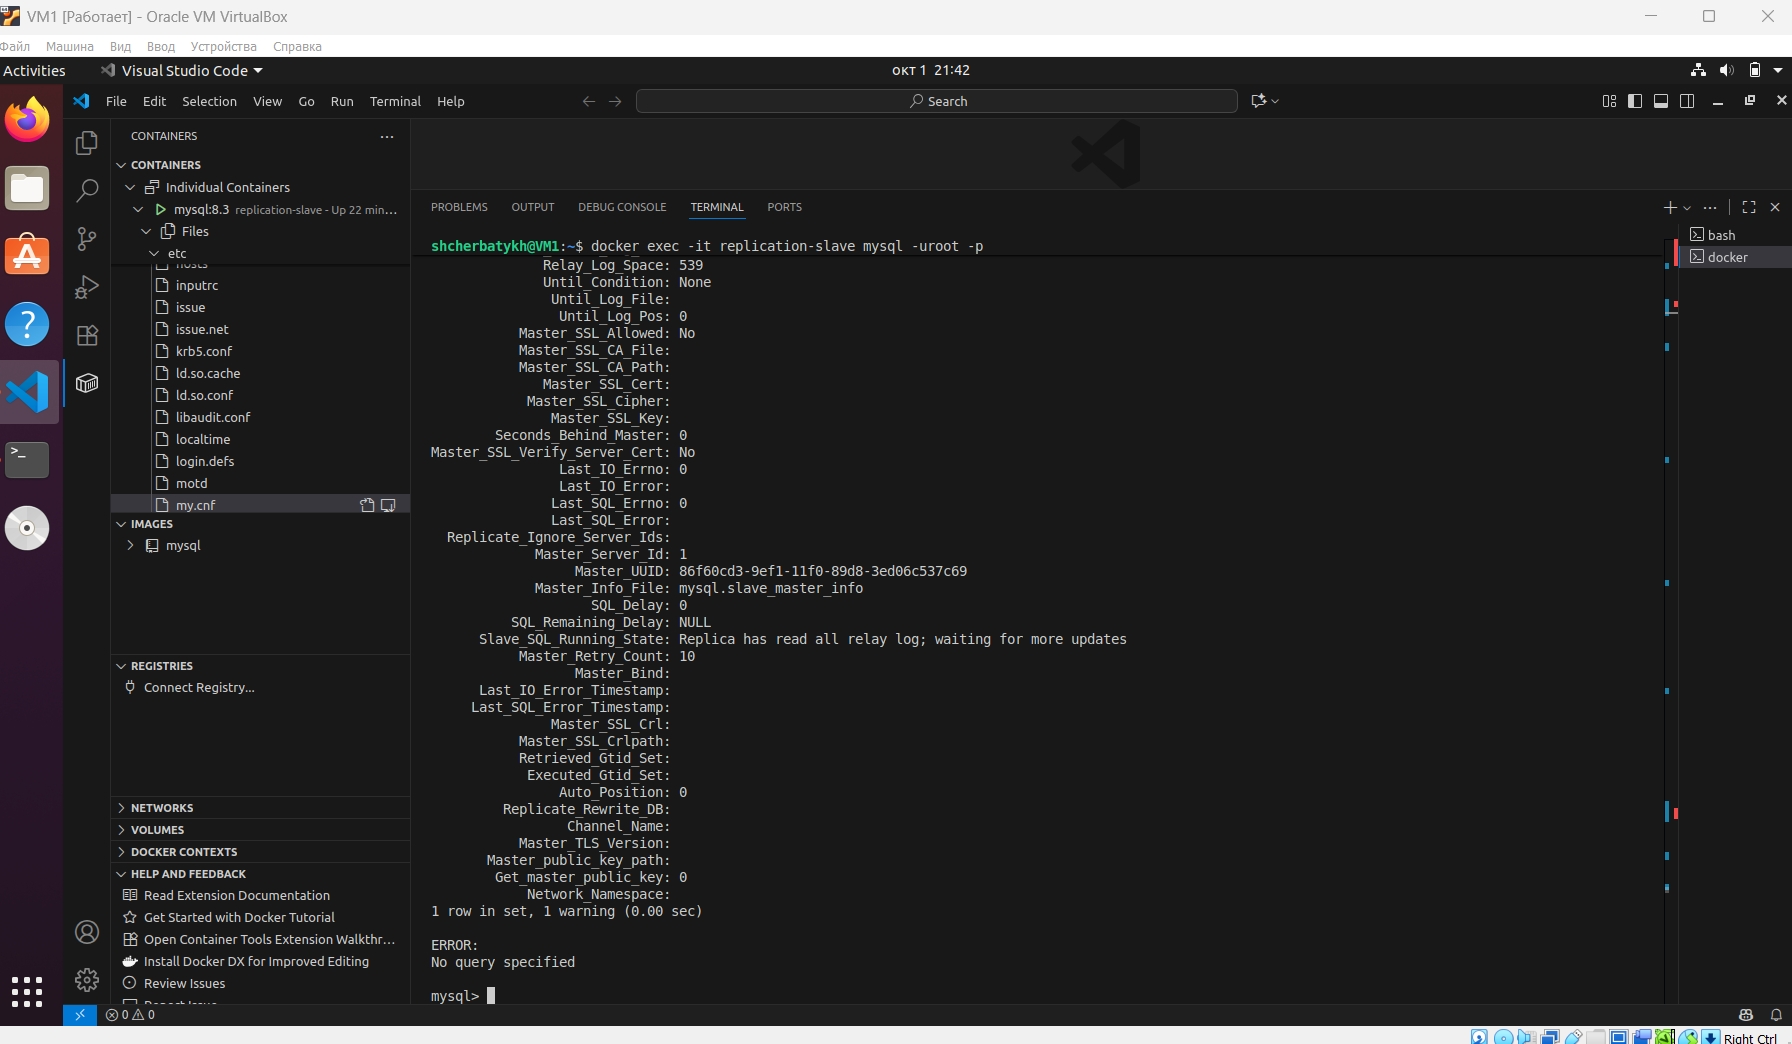 VM1 [Работает] - Oracle VM VirtualBox
Файл Машина Вид Ввод Устройства Справка
Activities Visual Studio Code окт 1 21:42
File Edit Selection View Go Run Terminal Help Search
CONTAINERS
CONTAINERS
Individual Containers
mysql:8.3 replication-slave - Up 22 min...
Files
etc
hosts
inputrc
issue
issue.net
krb5.conf
ld.so.cache
ld.so.conf
libaudit.conf
localtime
login.defs
motd
my.cnf
IMAGES
mysql
REGISTRIES
Connect Registry...
NETWORKS
VOLUMES
DOCKER CONTEXTS
HELP AND FEEDBACK
Read Extension Documentation
Get Started with Docker Tutorial
Open Container Tools Extension Walkthr...
Install Docker DX for Improved Editing
Review Issues
PROBLEMS OUTPUT DEBUG CONSOLE TERMINAL PORTS
bash
docker
shcherbatykh@VM1:~$ docker exec -it replication-slave mysql -uroot -p
Relay_Log_Space: 539
Until_Condition: None
Until_Log_File:
Until_Log_Pos: 0
Master_SSL_Allowed: No
Master_SSL_CA_File:
Master_SSL_CA_Path:
Master_SSL_Cert:
Master_SSL_Cipher:
Master_SSL_Key:
Seconds_Behind_Master: 0
Master_SSL_Verify_Server_Cert: No
Last_IO_Errno: 0
Last_IO_Error:
Last_SQL_Errno: 0
Last_SQL_Error:
Replicate_Ignore_Server_Ids:
Master_Server_Id: 1
Master_UUID: 86f60cd3-9ef1-11f0-89d8-3ed06c537c69
Master_Info_File: mysql.slave_master_info
SQL_Delay: 0
SQL_Remaining_Delay: NULL
Slave_SQL_Running_State: Replica has read all relay log; waiting for more updates
Master_Retry_Count: 10
Master_Bind:
Last_IO_Error_Timestamp:
Last_SQL_Error_Timestamp:
Master_SSL_Crl:
Master_SSL_Crlpath:
Retrieved_Gtid_Set:
Executed_Gtid_Set:
Auto_Position: 0
Replicate_Rewrite_DB:
Channel_Name:
Master_TLS_Version:
Master_public_key_path:
Get_master_public_key: 0
Network_Namespace:
1 row in set, 1 warning (0.00 sec)
ERROR:
No query specified
mysql>
0 0
Right Ctrl